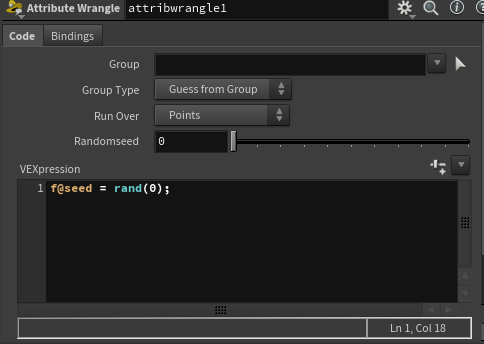 Attribute Wrangle attribwrangle1
Code Bindings
Group
Group Type Guess from Group
Run Over Points
Randomseed 0
VEXpression
1 f@seed = rand(0);
Ln 1, Col 18